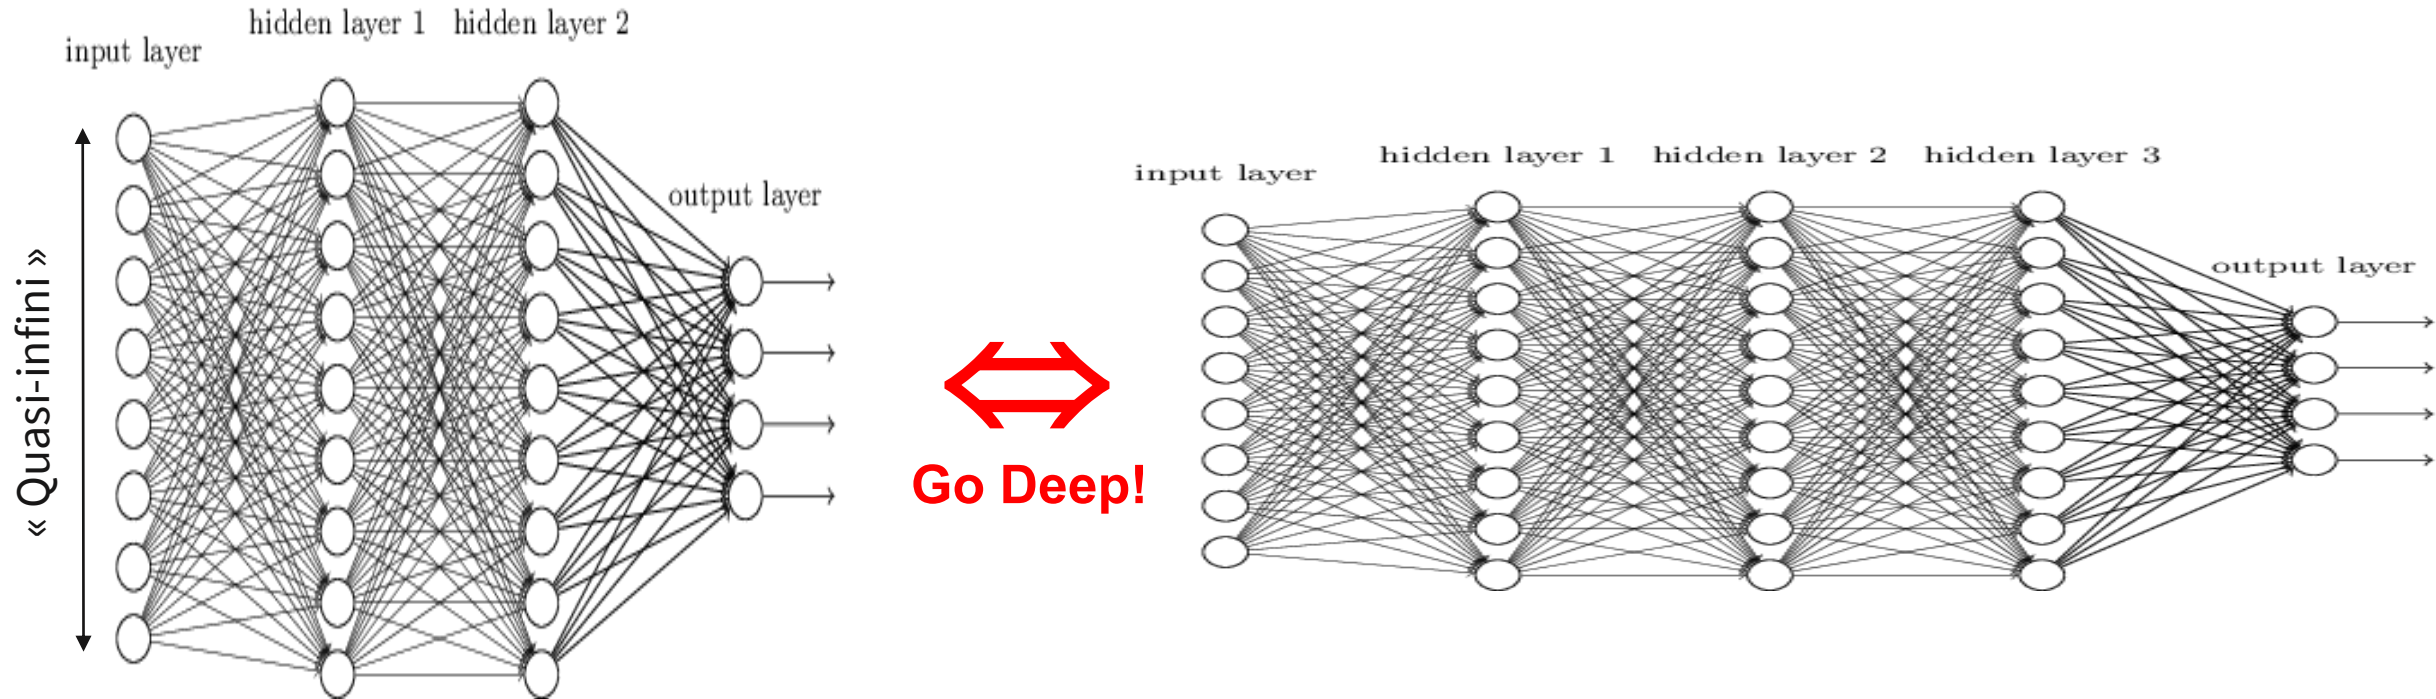 input layer
hidden layer 1
hidden layer 2
output layer
« Quasi-infini »
Go Deep!
input layer
hidden layer 1
hidden layer 2
hidden layer 3
output layer